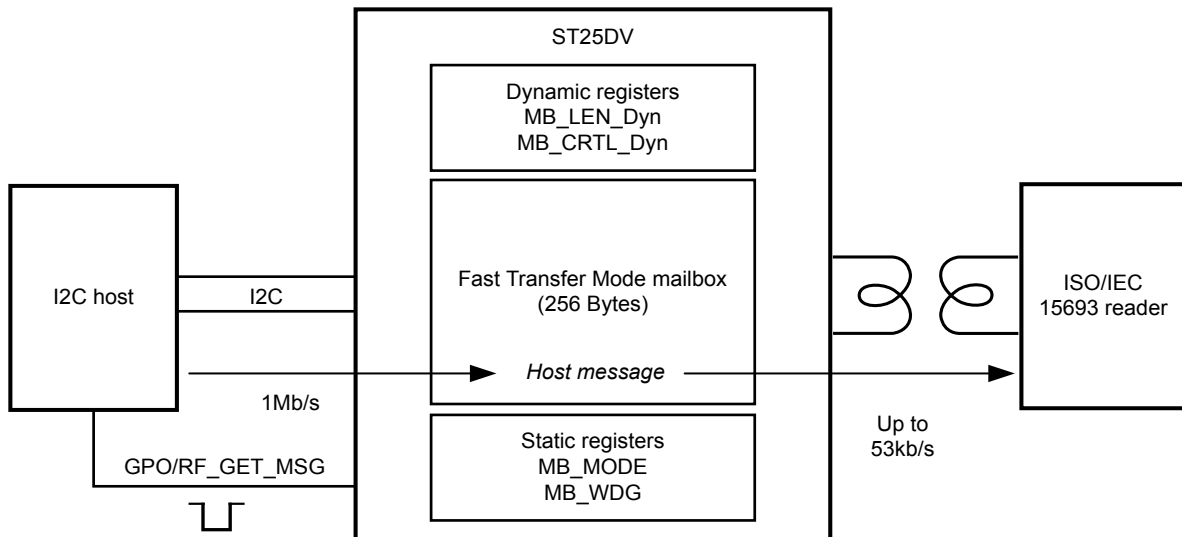 ST25DV
Dynamic registers
MB_LEN_Dyn
MB_CRTL_Dyn
I2C host
I2C
Fast Transfer Mode mailbox
(256 Bytes)
ISO/IEC
15693 reader
Host message
1Mb/s
Up to
53kb/s
GPO/RF_GET_MSG
Static registers
MB_MODE
MB_WDG